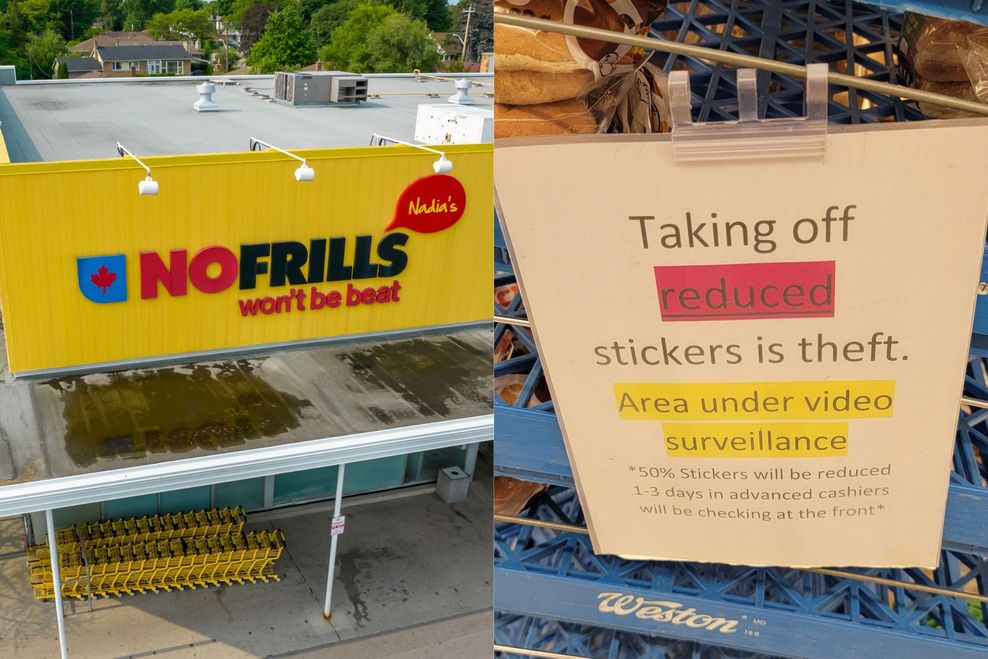 Nadia's
NOFRILLS
won't be beat
Taking off
reduced
stickers is theft.
Area under video
surveillance
*50% Stickers will be reduced
1-3 days in advanced cashiers
will be checking at the front*
Weston